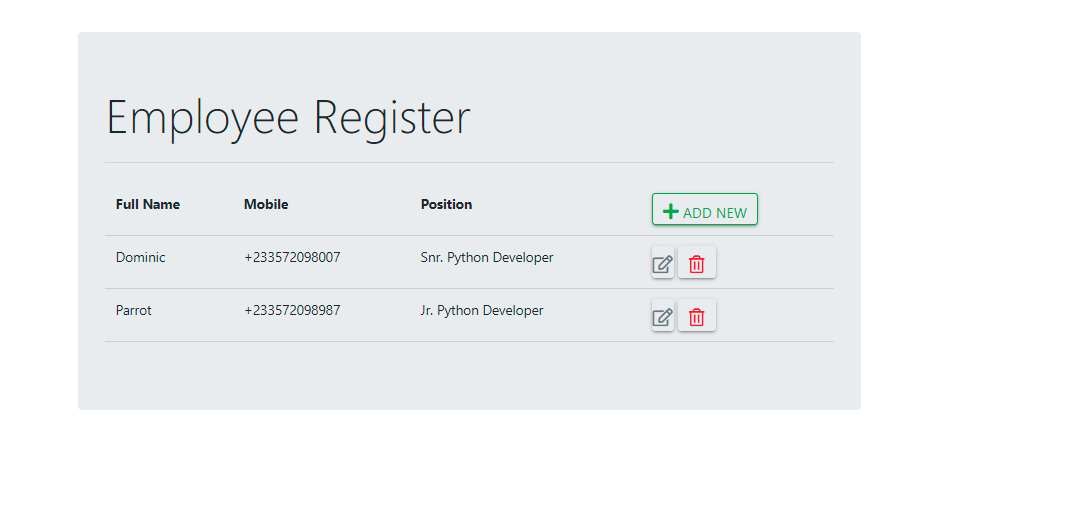 Employee Register
Full Name Mobile Position ADD NEW
Dominic +233572098007 Snr. Python Developer
Parrot +233572098987 Jr. Python Developer